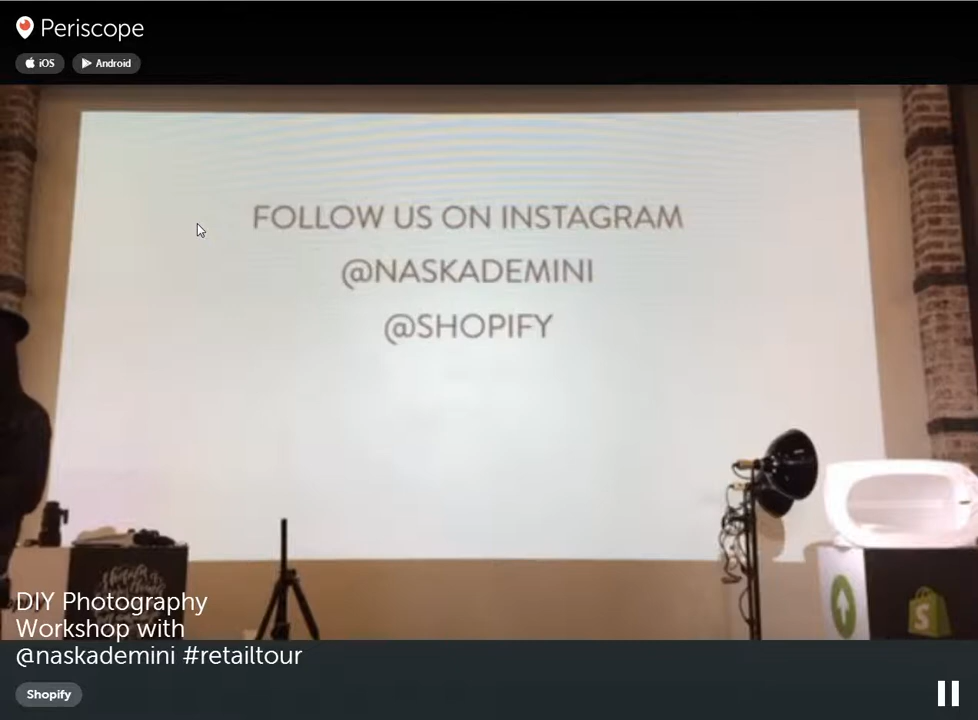 Periscope
iOS
Android
FOLLOW US ON INSTAGRAM
@NASKADEMINI
@SHOPIFY
DIY Photography
Workshop with
@naskademini #retailtour
Shopify